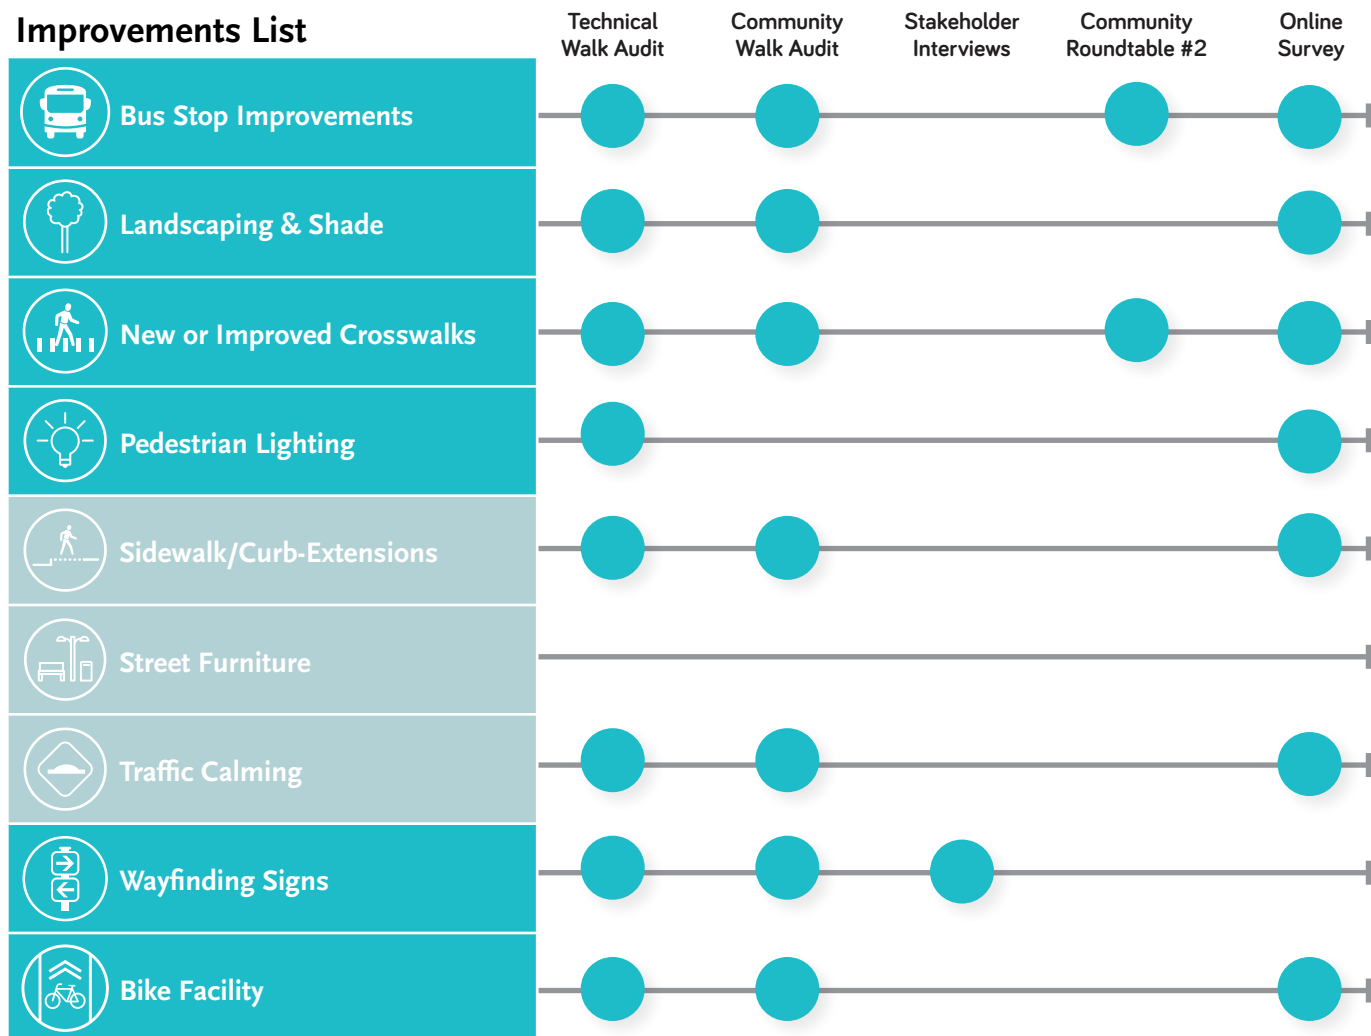 Improvements List
Technical
Walk Audit
Community
Walk Audit
Stakeholder
Interviews
Community
Roundtable #2
Online
Survey
Bus Stop Improvements
Landscaping & Shade
New or Improved Crosswalks
Pedestrian Lighting
Sidewalk/Curb-Extensions
Street Furniture
Traffic Calming
Wayfinding Signs
Bike Facility